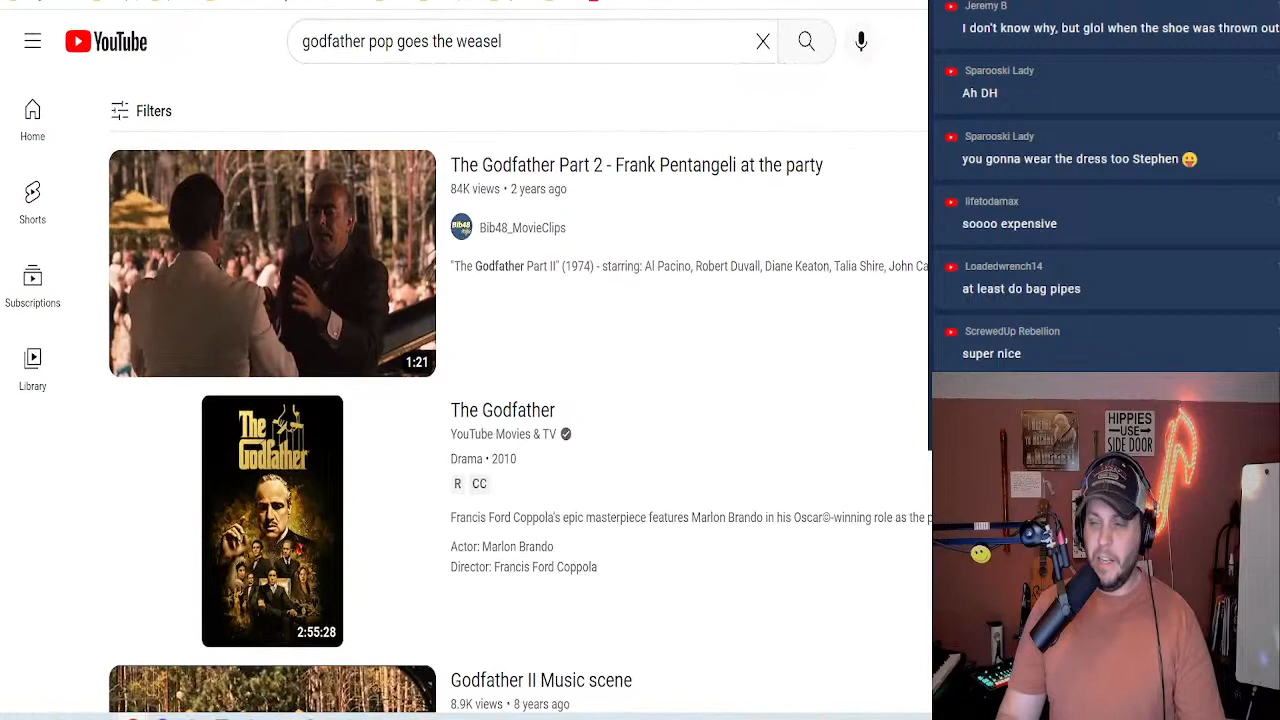 YouTube
godfather pop goes the weasel
Home
Shorts
Subscriptions
Library
Filters
1:21
The Godfather Part 2 - Frank Pentangeli at the party
84K views • 2 years ago
Bib48_MovieClips
"The Godfather Part II" (1974) - starring: Al Pacino, Robert Duvall, Diane Keaton, Talia Shire, John Ca
The
Godfather
2:55:28
The Godfather
YouTube Movies & TV
Drama • 2010
R CC
Francis Ford Coppola's epic masterpiece features Marlon Brando in his Oscar©-winning role as the p
Actor: Marlon Brando
Director: Francis Ford Coppola
Godfather II Music scene
8.9K views • 8 years ago
Jeremy B
I don't know why, but glol when the shoe was thrown out
Sparooski Lady
Ah DH
Sparooski Lady
you gonna wear the dress too Stephen 😜
lifetodamax
soooo expensive
Loadedwrench14
at least do bag pipes
ScrewedUp Rebellion
super nice
HIPPIES
USE
SIDE DOOR